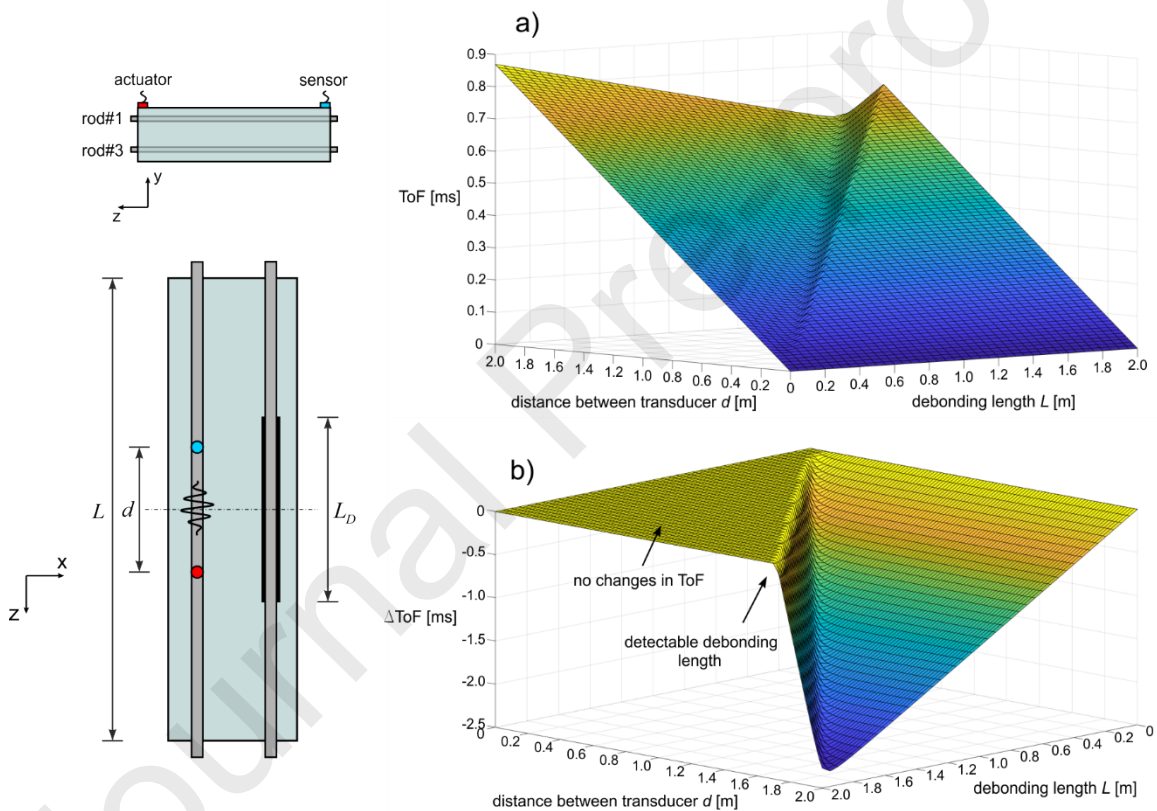 Journal Pre-proo
actuator
sensor
rod#1
rod#3
y
z
L
d
L_D
x
z
a)
0.9
0.8
0.7
0.6
ToF [ms]
0.5
0.4
0.3
0.2
0.1
0
2.0 1.8 1.6 1.4 1.2 1.0 0.8 0.6 0.4 0.2 0 0.2 0.4 0.6 0.8 1.0 1.2 1.4 1.6 1.8 2.0
distance between transducer d [m]
debonding length L [m]
b)
0
-0.5
-1.0
ΔToF [ms]
-1.5
-2.0
-2.5
no changes in ToF
detectable debonding
length
0 0.2 0.4 0.6 0.8 1.0 1.2 1.4 1.6 1.8 2.0 2.0 1.8 1.6 1.4 1.2 1.0 0.8 0.6 0.4 0.2 0
distance between transducer d [m]
debonding length L [m]